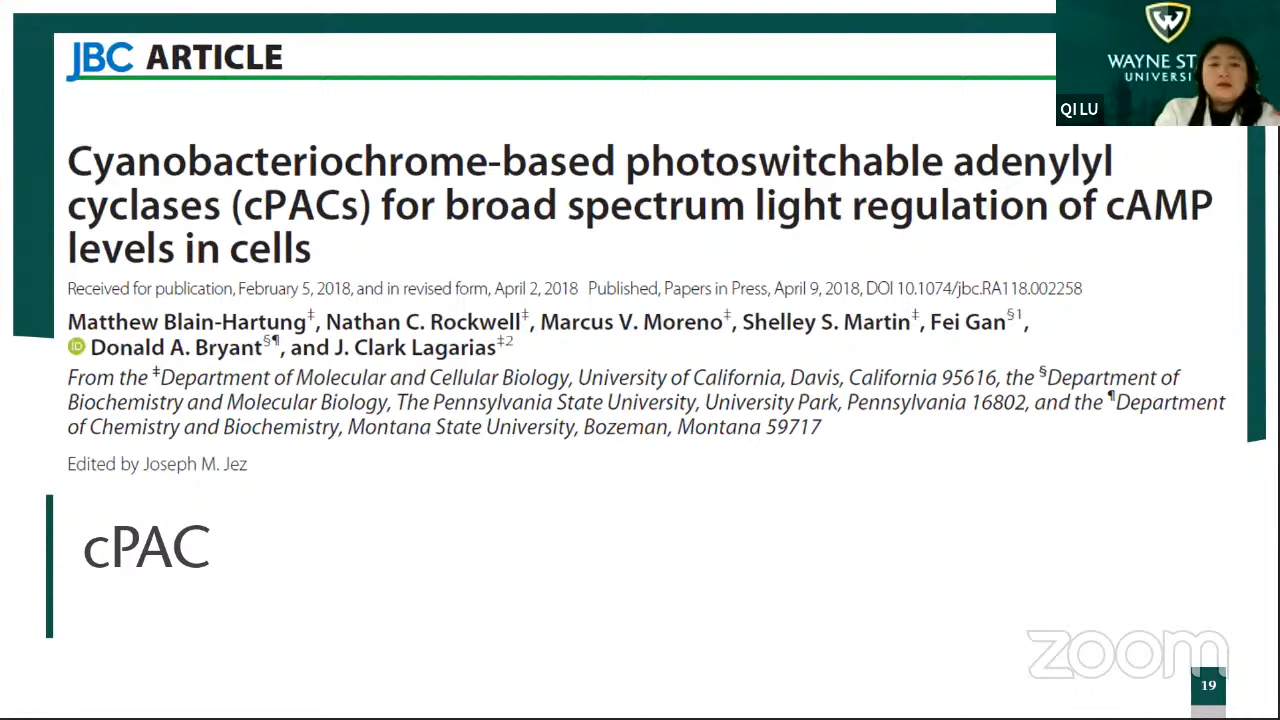 JBC ARTICLE
WAYNE ST
UNIVERSI
QI LU
Cyanobacteriochrome-based photoswitchable adenylyl
cyclases (cPACs) for broad spectrum light regulation of cAMP
levels in cells
Received for publication, February 5, 2018, and in revised form, April 2, 2018 Published, Papers in Press, April 9, 2018, DOI 10.1074/jbc.RA118.002258
Matthew Blain-Hartung‡, Nathan C. Rockwell‡, Marcus V. Moreno‡, Shelley S. Martin‡, Fei Gan§1,
iD Donald A. Bryant§¶, and J. Clark Lagarias‡2
From the ‡Department of Molecular and Cellular Biology, University of California, Davis, California 95616, the §Department of
Biochemistry and Molecular Biology, The Pennsylvania State University, University Park, Pennsylvania 16802, and the ¶Department
of Chemistry and Biochemistry, Montana State University, Bozeman, Montana 59717
Edited by Joseph M. Jez
cPAC
zoom
19